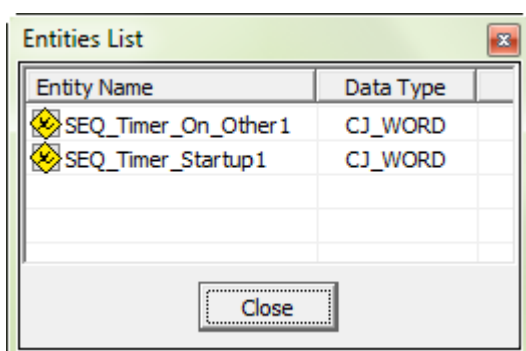 Entities List
Entity Name Data Type
SEQ_Timer_On_Other1 CJ_WORD
SEQ_Timer_Startup1 CJ_WORD
Close